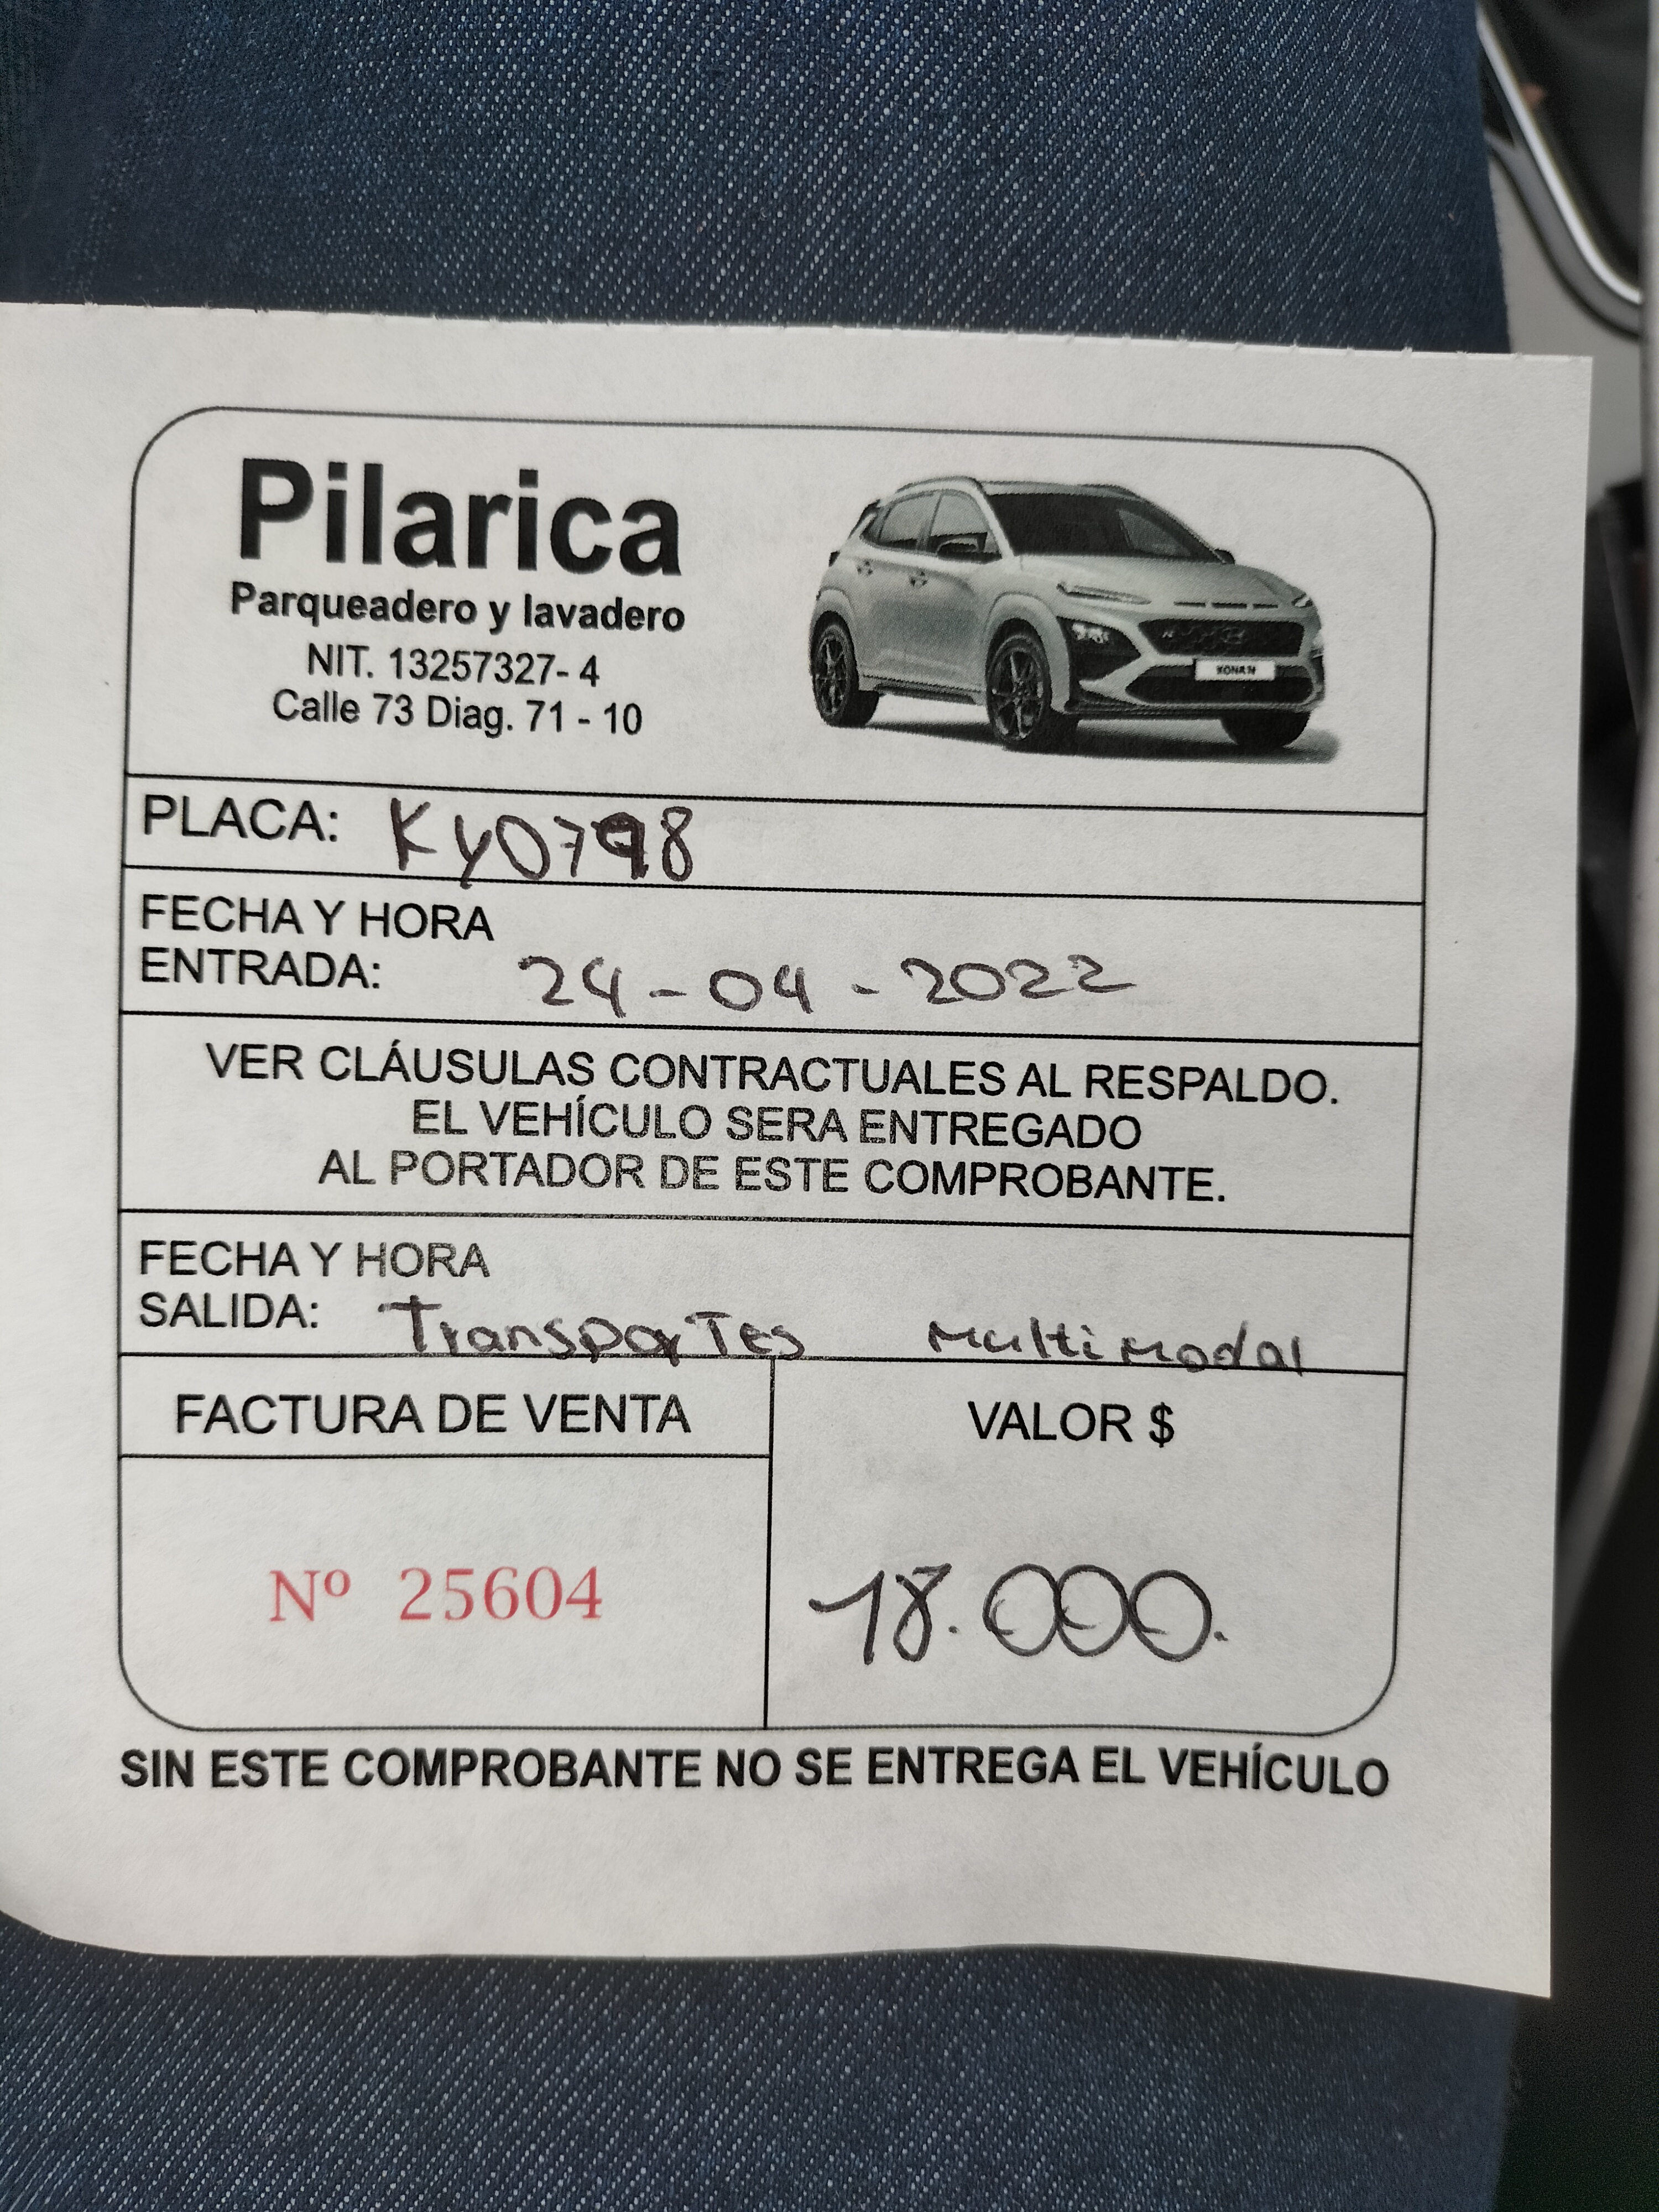 Pilarica
Parqueadero y lavadero
NIT. 13257327- 4
Calle 73 Diag. 71 - 10
KONA N
PLACA: KYO798
FECHA Y HORA
ENTRADA: 24-04-2022
VER CLÁUSULAS CONTRACTUALES AL RESPALDO.
EL VEHÍCULO SERA ENTREGADO
AL PORTADOR DE ESTE COMPROBANTE.
FECHA Y HORA
SALIDA: Transportes Multimodal
FACTURA DE VENTA
VALOR $
Nº 25604
18.000.
SIN ESTE COMPROBANTE NO SE ENTREGA EL VEHÍCULO